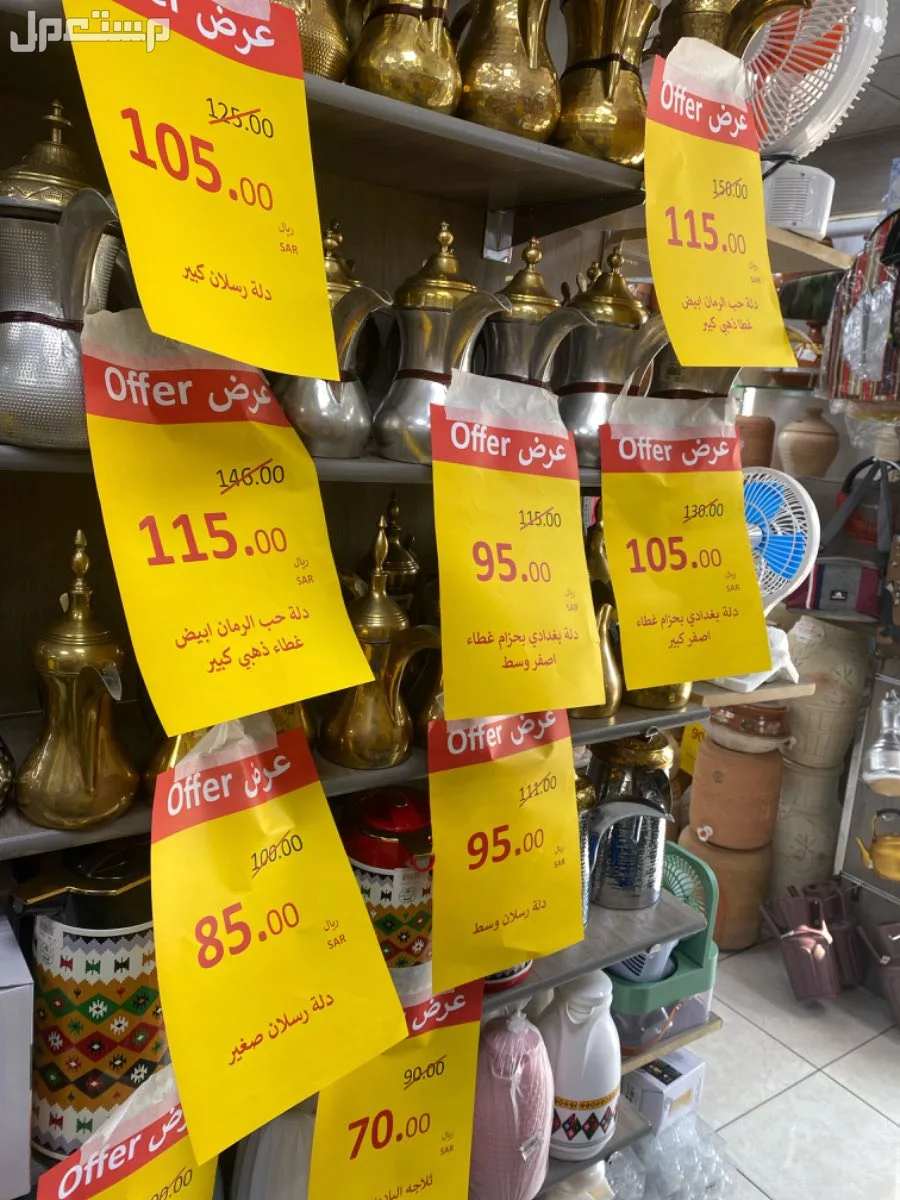 مستعمل
عرض Offer
125.00
105.00
ريال
SAR
دلة رسلان كبير
Offer عرض
150.00
115.00
ريال
SAR
دلة حب الرمان ابيض
غطا ذهبي كبير
Offer عرض
146.00
115.00
ريال
SAR
دلة حب الرمان ابيض
غطاء ذهبي كبير
Offer عرض
115.00
95.00
ريال
SAR
دلة بغدادي بحزام غطاء
اصفر وسط
Offer عرض
130.00
105.00
ريال
SAR
دلة بغدادي بحزام غطاء
اصفر كبير
Offer عرض
100.00
85.00
ريال
SAR
دلة رسلان صغير
Offer عرض
111.00
95.00
ريال
SAR
دلة رسلان وسط
عرض
90.00
70.00
ريال
SAR
ثلاجه
Offer عرض